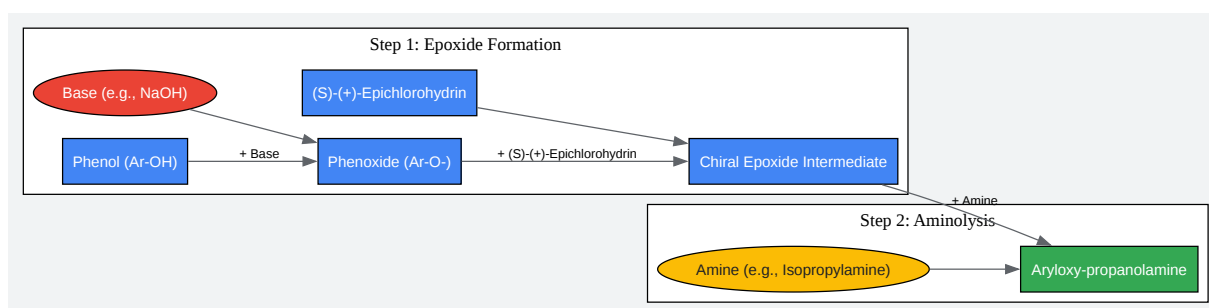 Step 1: Epoxide Formation
Base (e.g., NaOH)
(S)-(+)-Epichlorohydrin
Phenol (Ar-OH)
+ Base
Phenoxide (Ar-O-)
+ (S)-(+)-Epichlorohydrin
Chiral Epoxide Intermediate
+ Amine
Step 2: Aminolysis
Amine (e.g., Isopropylamine)
Aryloxy-propanolamine